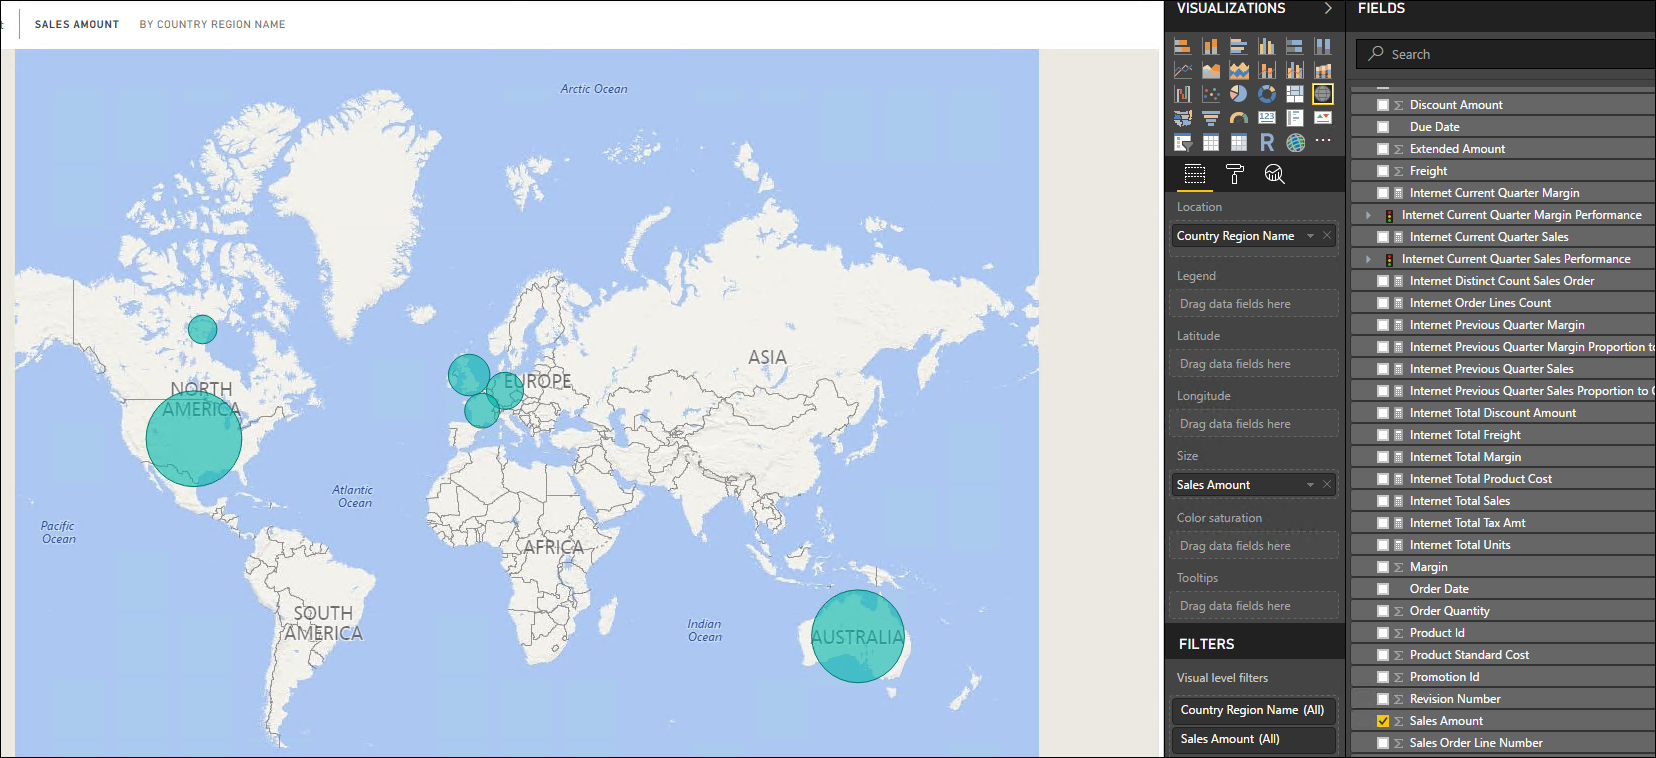 SALES AMOUNT BY COUNTRY REGION NAME
Arctic Ocean
ASIA
NORTH
AMERICA
EUROPE
Atlantic
Ocean
Pacific
Ocean
AFRICA
SOUTH
AMERICA
Indian
Ocean
AUSTRALIA
VISUALIZATIONS
123
R
Location
Country Region Name
Legend
Drag data fields here
Latitude
Drag data fields here
Longitude
Drag data fields here
Size
Sales Amount
Color saturation
Drag data fields here
Tooltips
Drag data fields here
FILTERS
Visual level filters
Country Region Name (All)
Sales Amount (All)
FIELDS
Search
Discount Amount
Due Date
Extended Amount
Freight
Internet Current Quarter Margin
Internet Current Quarter Margin Performance
Internet Current Quarter Sales
Internet Current Quarter Sales Performance
Internet Distinct Count Sales Order
Internet Order Lines Count
Internet Previous Quarter Margin
Internet Previous Quarter Margin Proportion to
Internet Previous Quarter Sales
Internet Previous Quarter Sales Proportion to
Internet Total Discount Amount
Internet Total Freight
Internet Total Margin
Internet Total Product Cost
Internet Total Sales
Internet Total Tax Amt
Internet Total Units
Margin
Order Date
Order Quantity
Product Id
Product Standard Cost
Promotion Id
Revision Number
Sales Amount
Sales Order Line Number